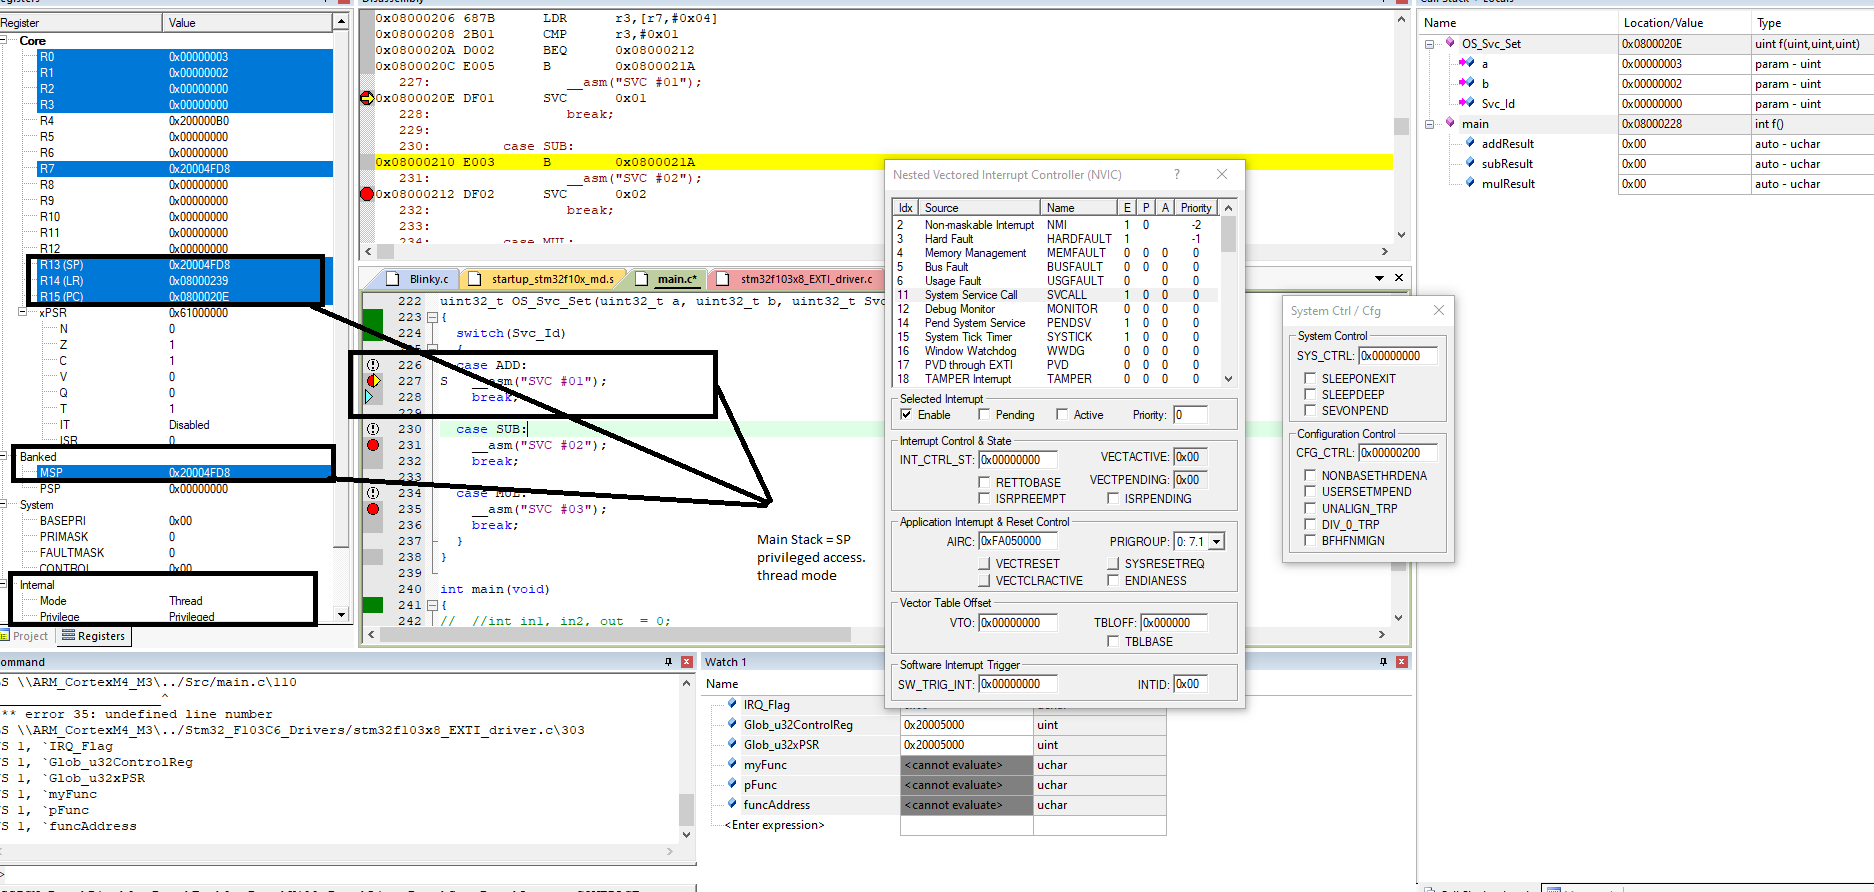 Register Value
Core
R0 0x00000003
R1 0x00000002
R2 0x00000000
R3 0x00000000
R4 0x200000B0
R5 0x00000000
R6 0x00000000
R7 0x20004FD8
R8 0x00000000
R9 0x00000000
R10 0x00000000
R11 0x00000000
R12 0x00000000
R13 (SP) 0x20004FD8
R14 (LR) 0x08000239
R15 (PC) 0x0800020E
xPSR 0x61000000
N 0
Z 1
C 1
V 0
Q 0
T 1
IT Disabled
ISR 0
Banked
MSP 0x20004FD8
PSP 0x00000000
System
BASEPRI 0x00
PRIMASK 0
FAULTMASK 0
CONTROL 0x00
Internal
Mode Thread
Privilege Privileged
Project Registers
0x08000206 687B LDR r3,[r7,#0x04]
0x08000208 2B01 CMP r3,#0x01
0x0800020A D002 BEQ 0x08000212
0x0800020C E005 B 0x0800021A
227: __asm("SVC #01");
0x0800020E DF01 SVC 0x01
228: break;
229:
230: case SUB:
0x08000210 E003 B 0x0800021A
231: __asm("SVC #02");
0x08000212 DF02 SVC 0x02
232: break;
233:
234: case MUL:
Blinky.c startup_stm32f10x_md.s main.c* stm32f103x8_EXTI_driver.c
222 uint32_t OS_Svc_Set(uint32_t a, uint32_t b, uint32_t Svc
223 {
224 switch(Svc_Id)
{
226 case ADD:
227 S __asm("SVC #01");
228 break;
229
230 case SUB:
231 __asm("SVC #02");
232 break;
233
234 case MUL:
235 __asm("SVC #03");
236 break;
237 }
238 }
239
240 int main(void)
241 {
242 // //int in1, in2, out = 0;
Main Stack = SP
privileged access.
thread mode
Nested Vectored Interrupt Controller (NVIC) ?
Idx Source Name E P A Priority
2 Non-maskable Interrupt NMI 1 0 -2
3 Hard Fault HARDFAULT 1 -1
4 Memory Management MEMFAULT 0 0 0 0
5 Bus Fault BUSFAULT 0 0 0 0
6 Usage Fault USGFAULT 0 0 0 0
11 System Service Call SVCALL 1 0 0 0
12 Debug Monitor MONITOR 0 0 0 0
14 Pend System Service PENDSV 1 0 0 0
15 System Tick Timer SYSTICK 1 0 0 0
16 Window Watchdog WWDG 0 0 0 0
17 PVD through EXTI PVD 0 0 0 0
18 TAMPER Interrupt TAMPER 0 0 0 0
Selected Interrupt
Enable Pending Active Priority: 0
Interrupt Control & State
INT_CTRL_ST: 0x00000000 VECTACTIVE: 0x00
RETTOBASE VECTPENDING: 0x00
ISRPREEMPT ISRPENDING
Application Interrupt & Reset Control
AIRC: 0xFA050000 PRIGROUP: 0: 7.1
VECTRESET SYSRESETREQ
VECTCLRACTIVE ENDIANESS
Vector Table Offset
VTO: 0x00000000 TBLOFF: 0x000000
TBLBASE
Software Interrupt Trigger
SW_TRIG_INT: 0x00000000 INTID: 0x00
System Ctrl / Cfg
System Control
SYS_CTRL: 0x00000000
SLEEPONEXIT
SLEEPDEEP
SEVONPEND
Configuration Control
CFG_CTRL: 0x00000200
NONBASETHRDENA
USERSETMPEND
UNALIGN_TRP
DIV_0_TRP
BFHFNMIGN
Name Location/Value Type
OS_Svc_Set 0x0800020E uint f(uint,uint,uint)
a 0x00000003 param - uint
b 0x00000002 param - uint
Svc_Id 0x00000000 param - uint
main 0x08000228 int f()
addResult 0x00 auto - uchar
subResult 0x00 auto - uchar
mulResult 0x00 auto - uchar
ommand
S \\ARM_CortexM4_M3\../Src/main.c\110
^
** error 35: undefined line number
S \\ARM_CortexM4_M3\../Stm32_F103C6_Drivers/stm32f103x8_EXTI_driver.c\303
S 1, `IRQ_Flag
S 1, `Glob_u32ControlReg
S 1, `Glob_u32xPSR
S 1, `myFunc
S 1, `pFunc
S 1, `funcAddress
>
Watch 1
Name
IRQ_Flag
Glob_u32ControlReg 0x20005000 uint
Glob_u32xPSR 0x20005000 uint
myFunc <cannot evaluate> uchar
pFunc <cannot evaluate> uchar
funcAddress <cannot evaluate> uchar
<Enter expression>